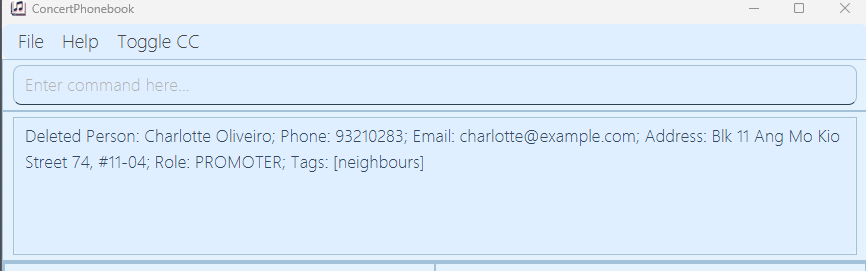 ConcertPhonebook
File Help Toggle CC
Enter command here...
Deleted Person: Charlotte Oliveiro; Phone: 93210283; Email: charlotte@example.com; Address: Blk 11 Ang Mo Kio
Street 74, #11-04; Role: PROMOTER; Tags: [neighbours]